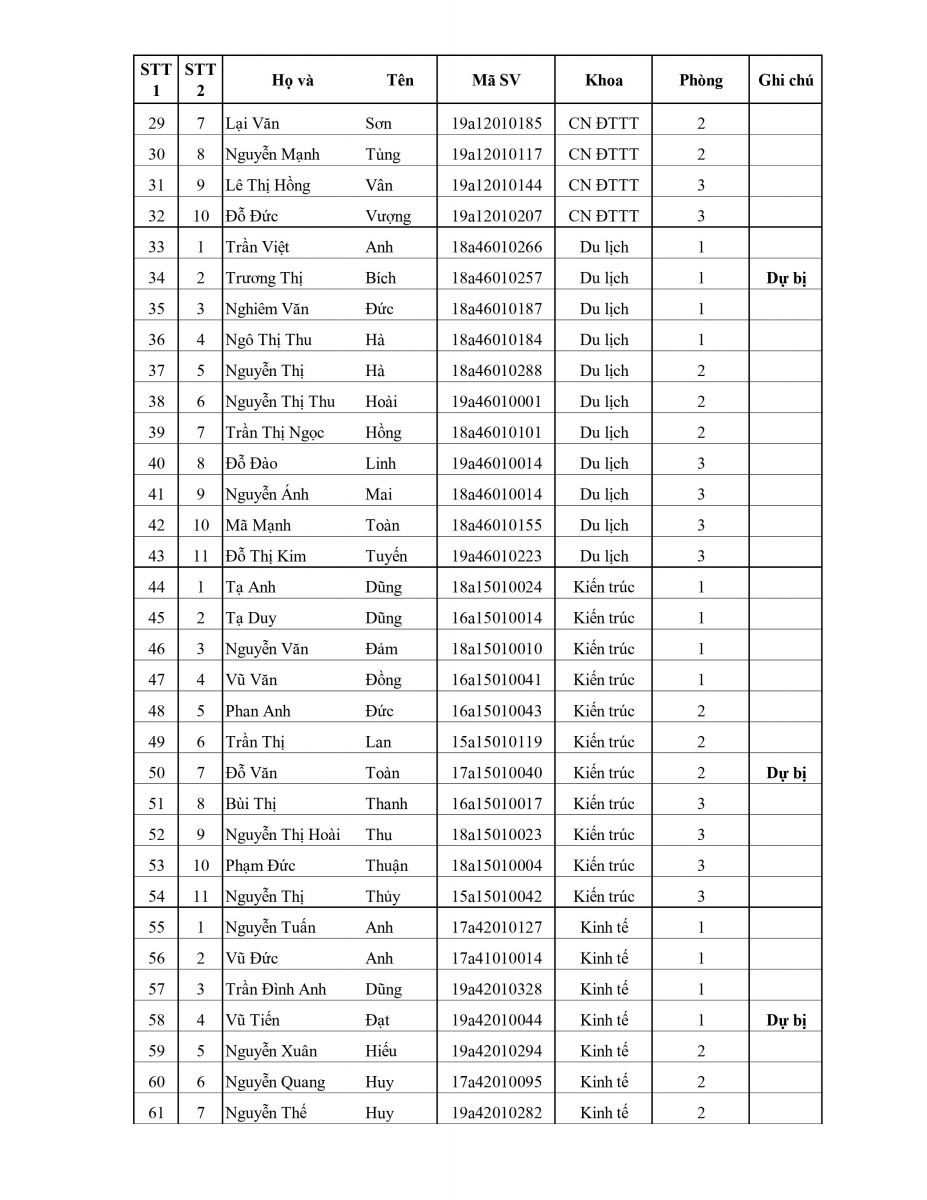 STT 1 STT 2 Họ và Tên Mã SV Khoa Phòng Ghi chú
29 7 Lại Văn Sơn 19a12010185 CN ĐTTT 2
30 8 Nguyễn Mạnh Tùng 19a12010117 CN ĐTTT 2
31 9 Lê Thị Hồng Vân 19a12010144 CN ĐTTT 3
32 10 Đỗ Đức Vượng 19a12010207 CN ĐTTT 3
33 1 Trần Việt Anh 18a46010266 Du lịch 1
34 2 Trương Thị Bích 18a46010257 Du lịch 1 Dự bị
35 3 Nghiêm Văn Đức 18a46010187 Du lịch 1
36 4 Ngô Thị Thu Hà 18a46010184 Du lịch 1
37 5 Nguyễn Thị Hà 18a46010288 Du lịch 2
38 6 Nguyễn Thị Thu Hoài 19a46010001 Du lịch 2
39 7 Trần Thị Ngọc Hồng 18a46010101 Du lịch 2
40 8 Đỗ Đào Linh 19a46010014 Du lịch 3
41 9 Nguyễn Ánh Mai 18a46010014 Du lịch 3
42 10 Mã Mạnh Toàn 18a46010155 Du lịch 3
43 11 Đỗ Thị Kim Tuyến 19a46010223 Du lịch 3
44 1 Tạ Anh Dũng 18a15010024 Kiến trúc 1
45 2 Tạ Duy Dũng 16a15010014 Kiến trúc 1
46 3 Nguyễn Văn Đảm 18a15010010 Kiến trúc 1
47 4 Vũ Văn Đồng 16a15010041 Kiến trúc 1
48 5 Phan Anh Đức 16a15010043 Kiến trúc 2
49 6 Trần Thị Lan 15a15010119 Kiến trúc 2
50 7 Đỗ Văn Toàn 17a15010040 Kiến trúc 2 Dự bị
51 8 Bùi Thị Thanh 16a15010017 Kiến trúc 3
52 9 Nguyễn Thị Hoài Thu 18a15010023 Kiến trúc 3
53 10 Phạm Đức Thuận 18a15010004 Kiến trúc 3
54 11 Nguyễn Thị Thủy 15a15010042 Kiến trúc 3
55 1 Nguyễn Tuấn Anh 17a42010127 Kinh tế 1
56 2 Vũ Đức Anh 17a41010014 Kinh tế 1
57 3 Trần Đình Anh Dũng 19a42010328 Kinh tế 1
58 4 Vũ Tiến Đạt 19a42010044 Kinh tế 1 Dự bị
59 5 Nguyễn Xuân Hiếu 19a42010294 Kinh tế 2
60 6 Nguyễn Quang Huy 17a42010095 Kinh tế 2
61 7 Nguyễn Thế Huy 19a42010282 Kinh tế 2